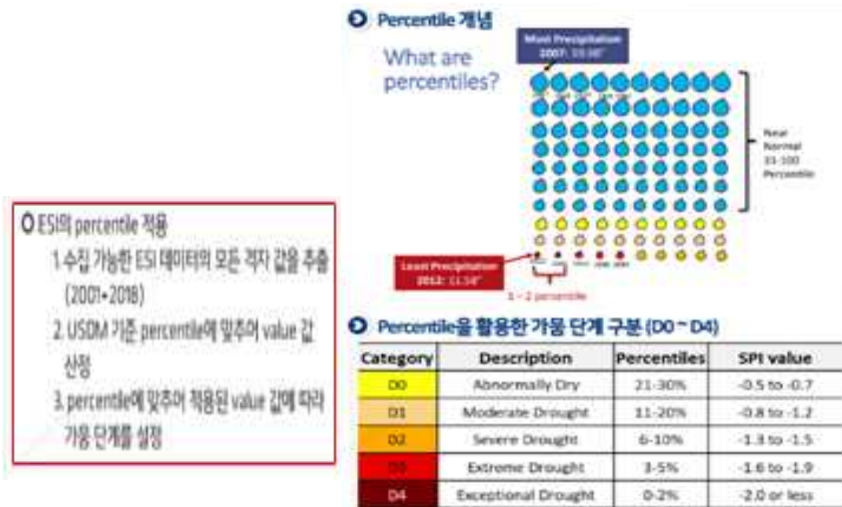 Percentile 개념
What are
percentiles?
Most Precipitation
Near
Normal
Percentile
Least Precipitation
2012: 11.58"
1 – 2 percentile
ESI의 percentile 적용
1. 수집 가능한 ESI 데이터의 모든 격자 값을 추출
(2001~2018)
2. USDM 기준 percentile에 맞추어 value 값
산정
3. percentile에 맞추어 적용된 value 값에 따라
가뭄 단계를 설정
Percentile을 활용한 가뭄 단계 구분 (D0 ~ D4)
Category Description Percentiles SPI value
D0 Abnormally Dry 21-30% -0.5 to -0.7
D1 Moderate Drought 11-20% -0.8 to -1.2
D2 Severe Drought 6-10% -1.3 to -1.5
D3 Extreme Drought 3-5% -1.6 to -1.9
D4 Exceptional Drought 0-2% -2.0 or less